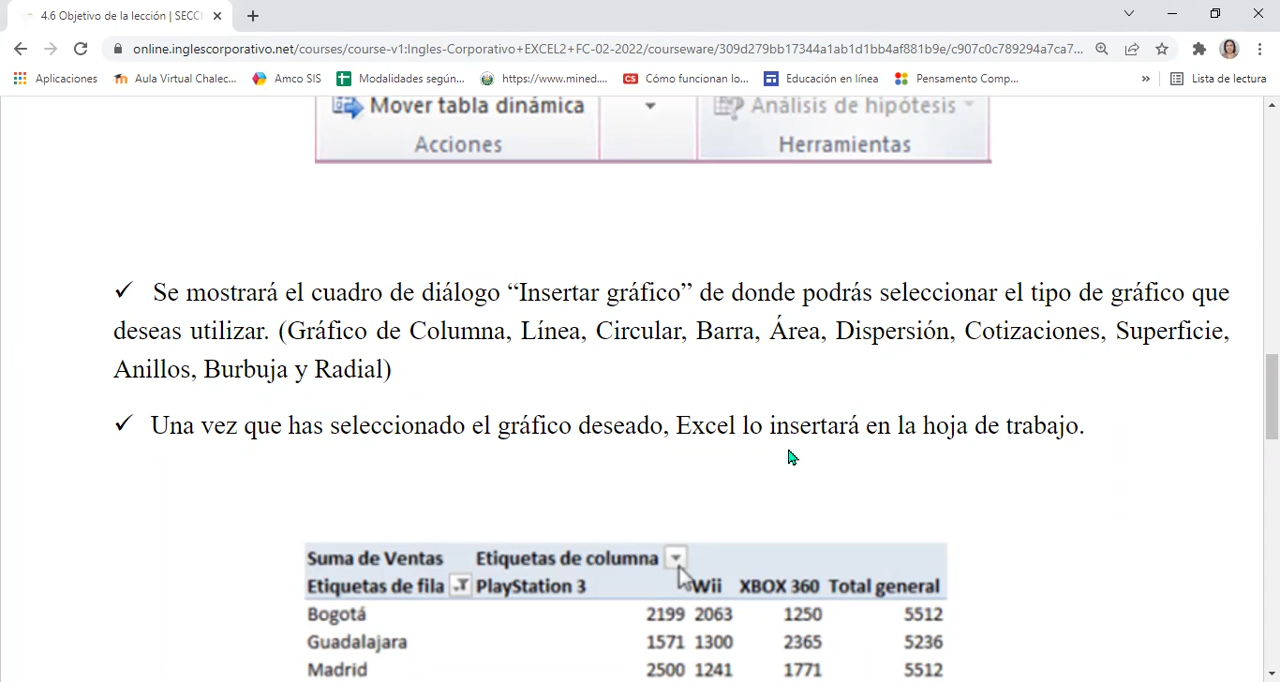 4.6 Objetivo de la lección | SECCI
online.inglescorporativo.net/courses/course-v1:Ingles-Corporativo+EXCEL2+FC-02-2022/courseware/309d279bb17344a1ab1d1bb4af881b9e/c907c0c789294a7ca7...
Aplicaciones Aula Virtual Chalec... Amco SIS Modalidades según,... https://www.mined.... CS Cómo funcionan lo... Educación en línea Pensamento Comp... » Lista de lectura
Mover tabla dinámica Análisis de hipótesis
Acciones Herramientas
✓ Se mostrará el cuadro de diálogo “Insertar gráfico” de donde podrás seleccionar el tipo de gráfico que
deseas utilizar. (Gráfico de Columna, Línea, Circular, Barra, Área, Dispersión, Cotizaciones, Superficie,
Anillos, Burbuja y Radial)
✓ Una vez que has seleccionado el gráfico deseado, Excel lo insertará en la hoja de trabajo.
Suma de Ventas Etiquetas de columna
Etiquetas de fila PlayStation 3 Wii XBOX 360 Total general
Bogotá 2199 2063 1250 5512
Guadalajara 1571 1300 2365 5236
Madrid 2500 1241 1771 5512